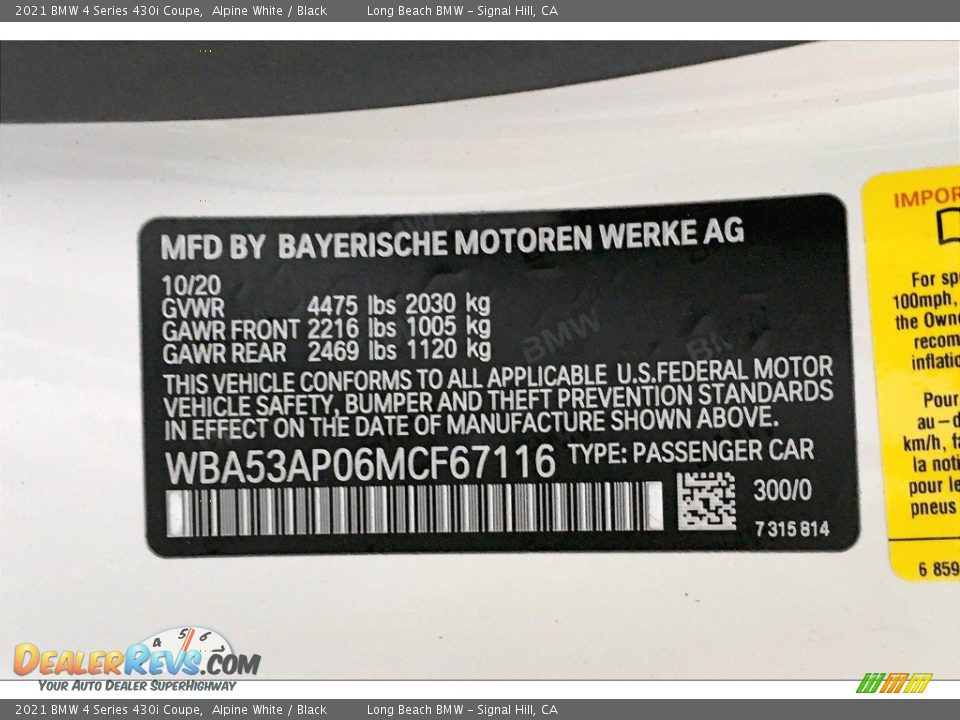 2021 BMW 4 Series 430i Coupe, Alpine White / Black Long Beach BMW – Signal Hill, CA
MFD BY BAYERISCHE MOTOREN WERKE AG
10/20
GVWR 4475 lbs 2030 kg
GAWR FRONT 2216 lbs 1005 kg
GAWR REAR 2469 lbs 1120 kg
THIS VEHICLE CONFORMS TO ALL APPLICABLE U.S.FEDERAL MOTOR
VEHICLE SAFETY, BUMPER AND THEFT PREVENTION STANDARDS
IN EFFECT ON THE DATE OF MANUFACTURE SHOWN ABOVE.
WBA53AP06MCF67116 TYPE: PASSENGER CAR
300/0
7 315 814
BMW
IMPOR
For sp
100mph,
the Own
recom
inflatio
Pour
au-d
km/h, fa
la noti
pour le
pneus
6 859
4 5 6
DEALERREVS.COM
YOUR AUTO DEALER SUPERHIGHWAY
2021 BMW 4 Series 430i Coupe, Alpine White / Black Long Beach BMW – Signal Hill, CA